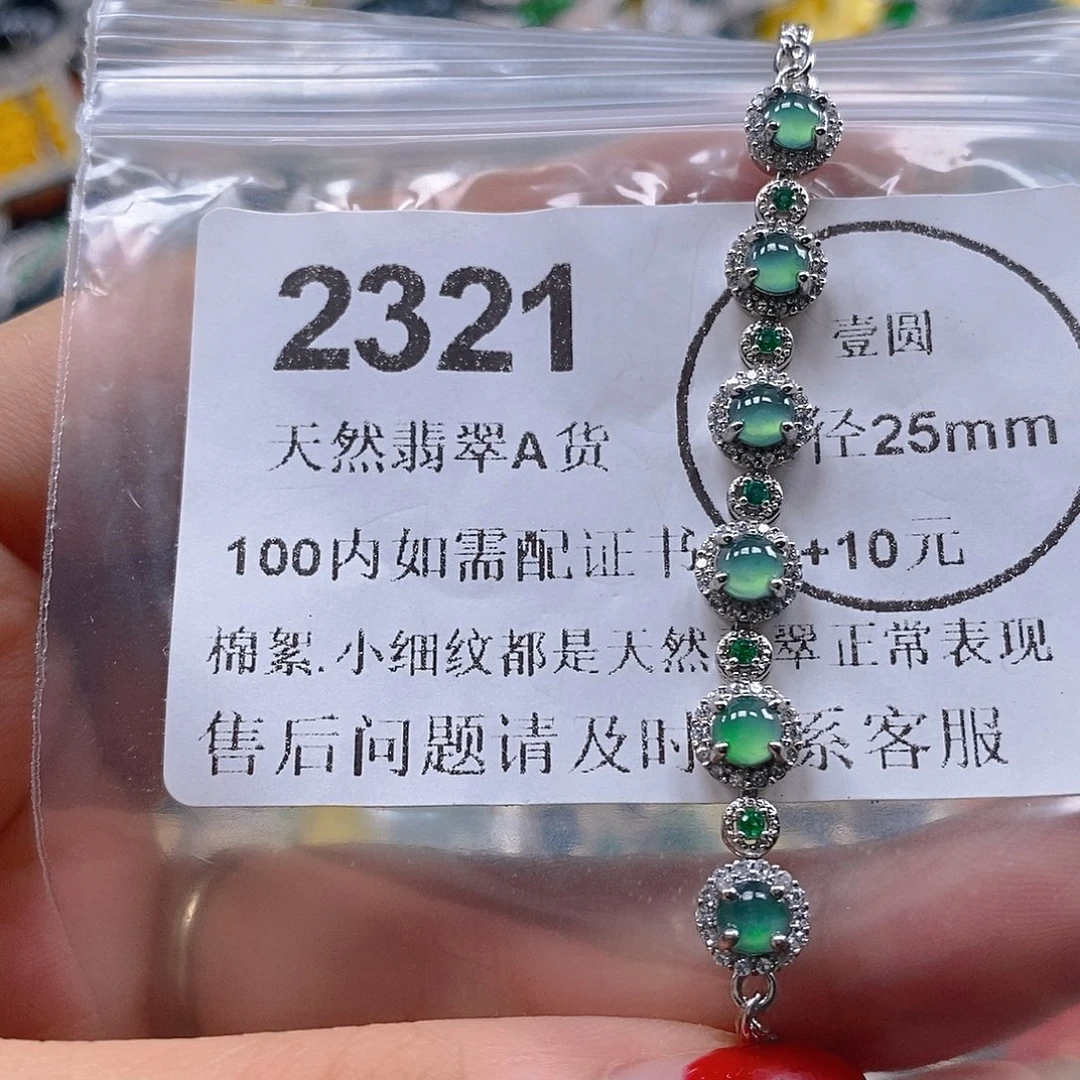 2321
天然翡翠A货
壹圆
径25mm
100内如需配证书+10元
棉絮.小细纹都是天然翠正常表现
售后问题请及时系客服